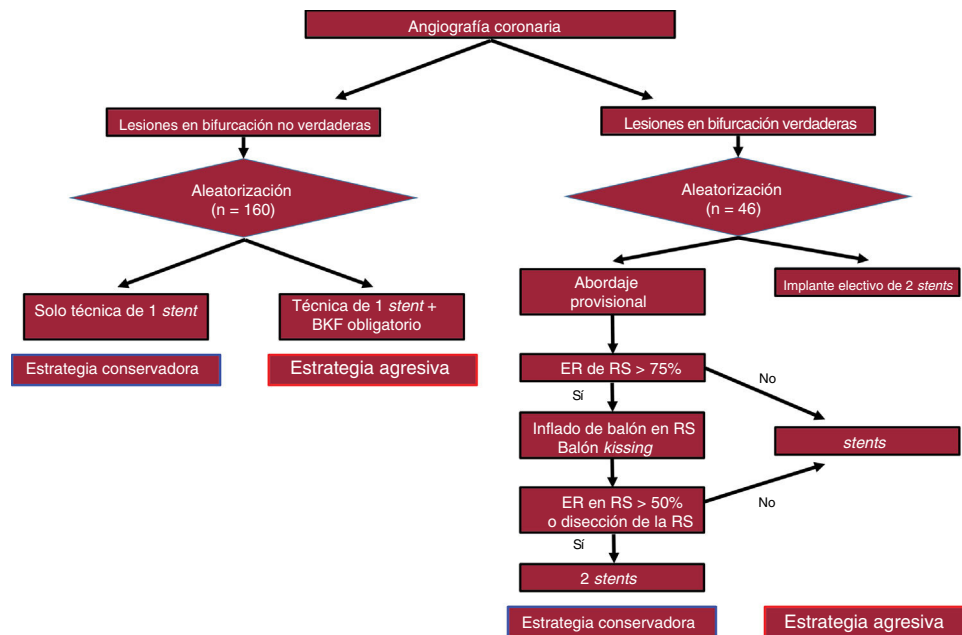 Angiografía coronaria
Lesiones en bifurcación no verdaderas
Lesiones en bifurcación verdaderas
Aleatorización
(n = 160)
Aleatorización
(n = 46)
Solo técnica de 1 stent
Técnica de 1 stent +
BKF obligatorio
Estrategia conservadora
Estrategia agresiva
Abordaje
provisional
Implante electivo de 2 stents
ER de RS > 75%
No
Sí
Inflado de balón en RS
Balón kissing
stents
ER en RS > 50%
o disección de la RS
No
Sí
2 stents
Estrategia conservadora
Estrategia agresiva